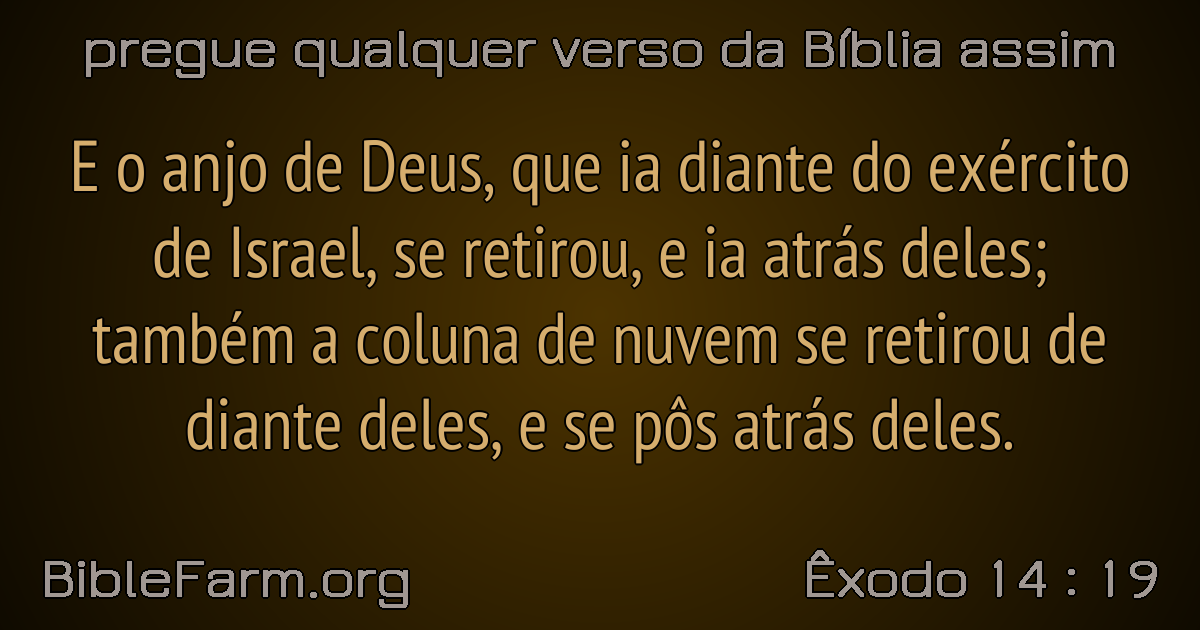 pregue qualquer verso da Bíblia assim
E o anjo de Deus, que ia diante do exército
de Israel, se retirou, e ia atrás deles;
também a coluna de nuvem se retirou de
diante deles, e se pôs atrás deles.
BibleFarm.org
Êxodo 14 : 19